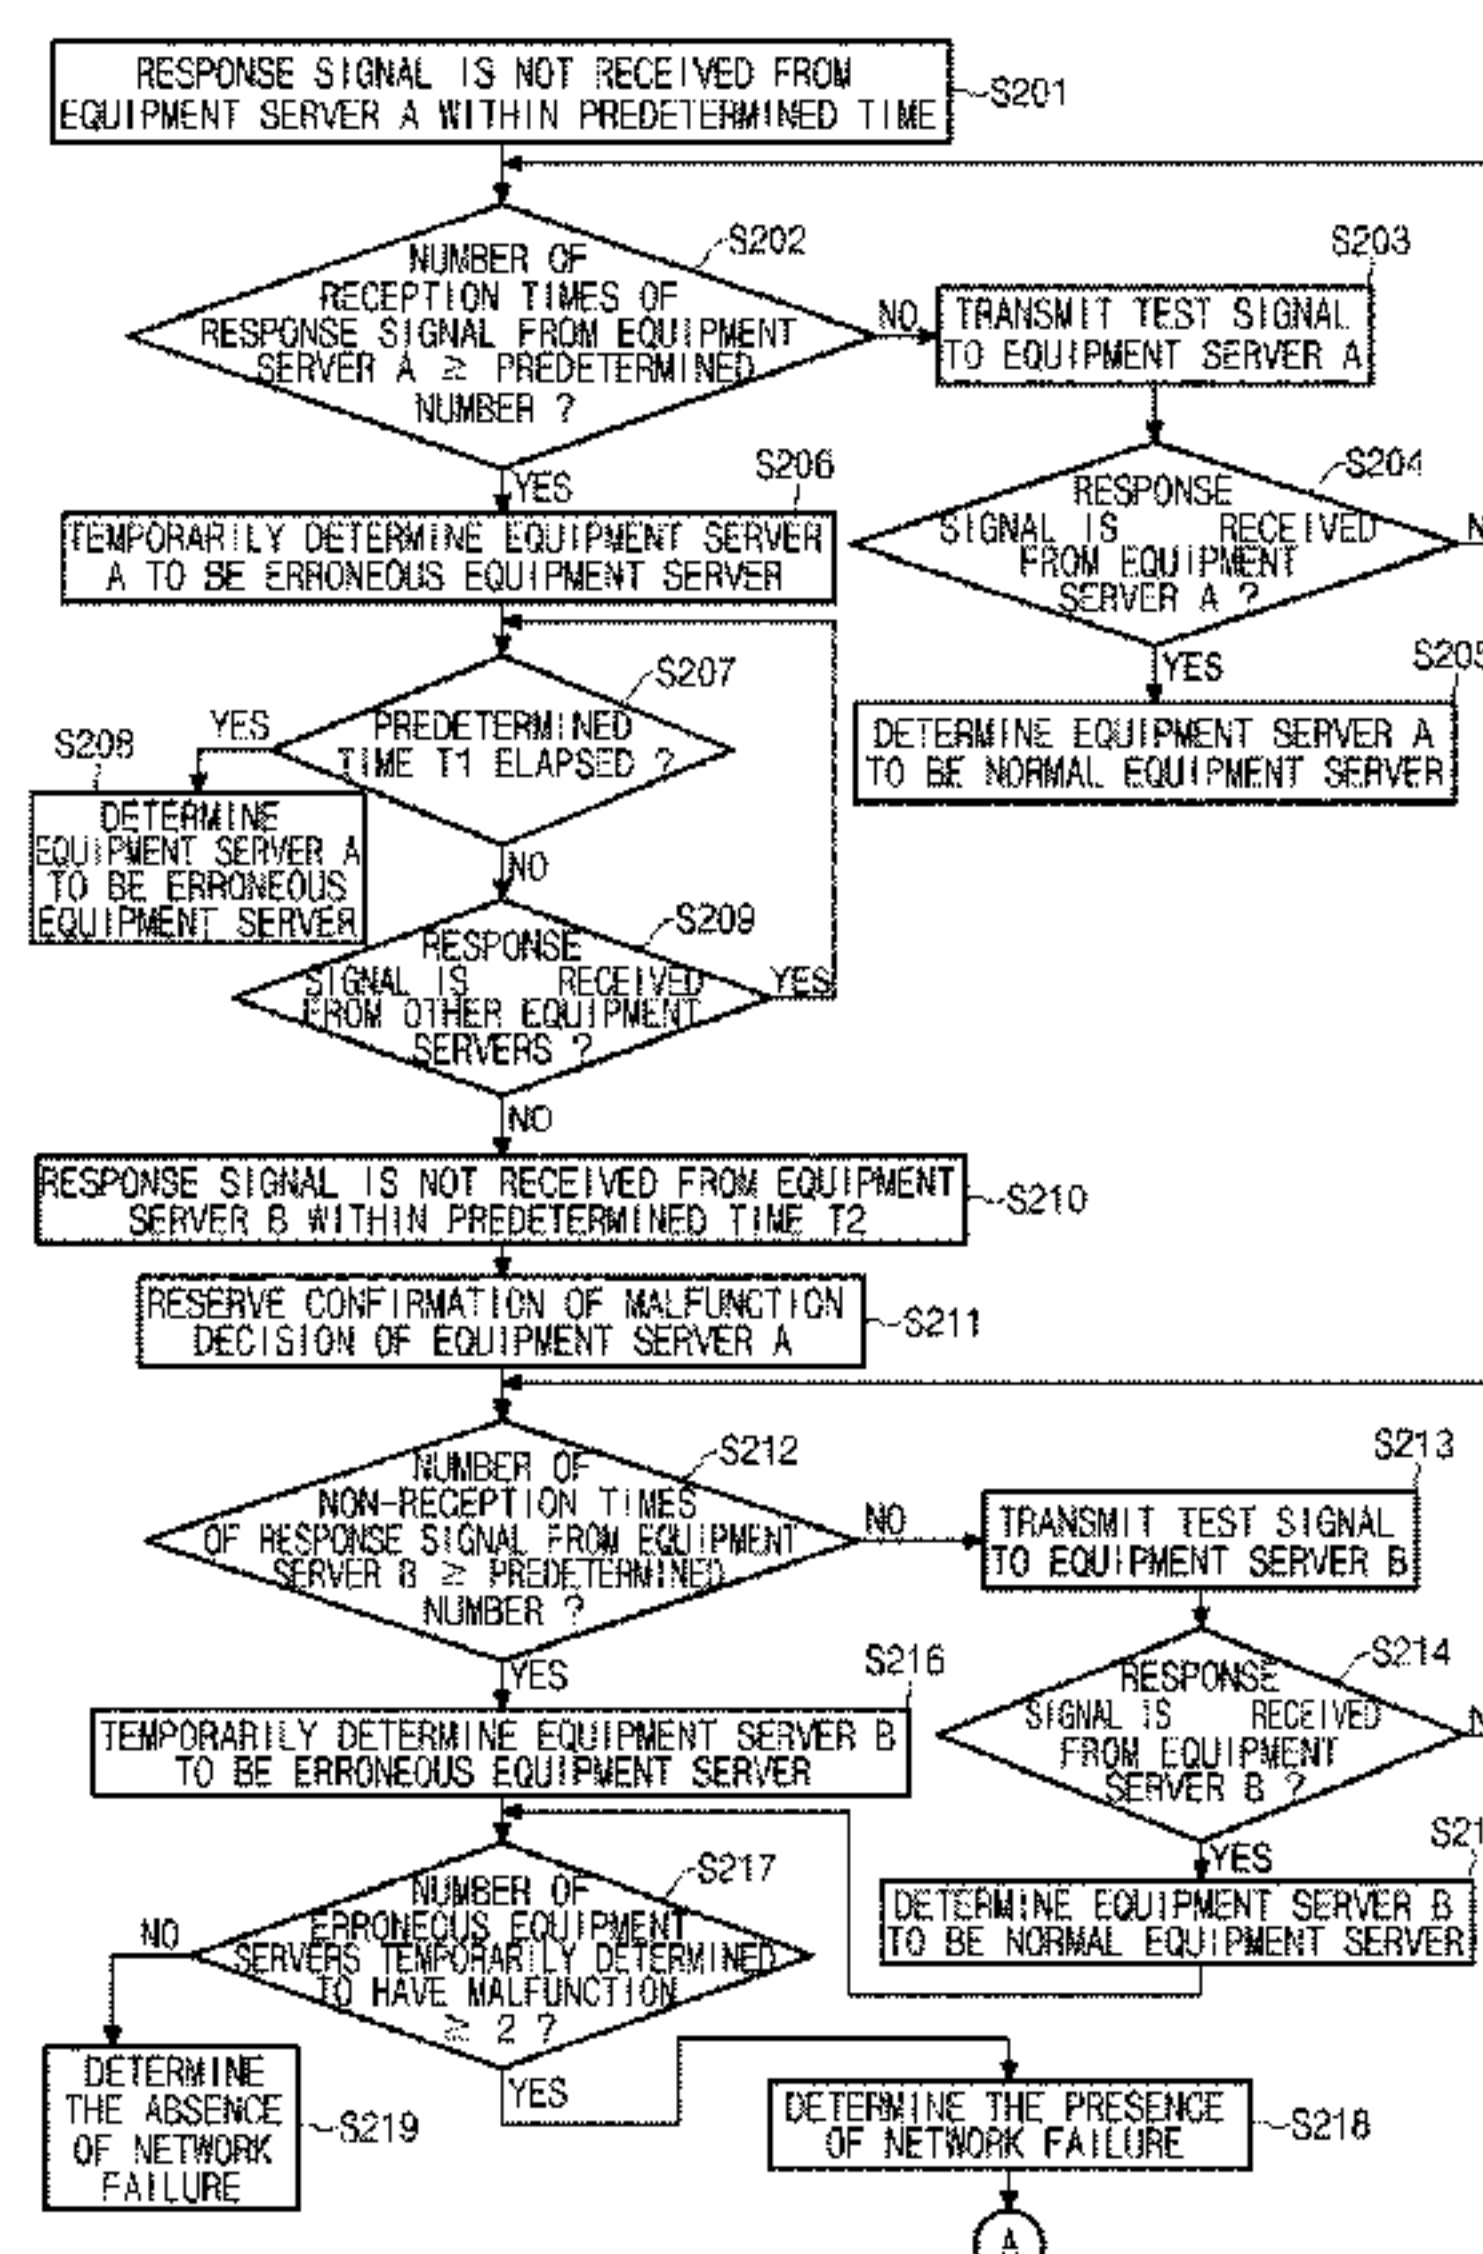 RESPONSE SIGNAL IS NOT RECEIVED FROM
EQUIPMENT SERVER A WITHIN PREDETERMINED TIME
S201
S202
NUMBER OF
RECEPTION TIMES OF
RESPONSE SIGNAL FROM EQUIPMENT
SERVER A ≥ PREDETERMINED
NUMBER ?
NO
S203
TRANSMIT TEST SIGNAL
TO EQUIPMENT SERVER A
YES
S204
RESPONSE
SIGNAL IS RECEIVED
FROM EQUIPMENT
SERVER A ?
N
YES
S205
DETERMINE EQUIPMENT SERVER A
TO BE NORMAL EQUIPMENT SERVER
S206
TEMPORARILY DETERMINE EQUIPMENT SERVER
A TO BE ERRONEOUS EQUIPMENT SERVER
S207
PREDETERMINED
TIME T1 ELAPSED ?
YES
S208
DETERMINE
EQUIPMENT SERVER A
TO BE ERRONEOUS
EQUIPMENT SERVER
NO
S209
RESPONSE
SIGNAL IS RECEIVED
FROM OTHER EQUIPMENT
SERVERS ?
YES
NO
RESPONSE SIGNAL IS NOT RECEIVED FROM EQUIPMENT
SERVER B WITHIN PREDETERMINED TIME T2
S210
RESERVE CONFIRMATION OF MALFUNCTION
DECISION OF EQUIPMENT SERVER A
S211
S212
NUMBER OF
NON-RECEPTION TIMES
OF RESPONSE SIGNAL FROM EQUIPMENT
SERVER B ≥ PREDETERMINED
NUMBER ?
NO
S213
TRANSMIT TEST SIGNAL
TO EQUIPMENT SERVER B
YES
S214
RESPONSE
SIGNAL IS RECEIVED
FROM EQUIPMENT
SERVER B ?
N
YES
S21
DETERMINE EQUIPMENT SERVER B
TO BE NORMAL EQUIPMENT SERVER
S216
TEMPORARILY DETERMINE EQUIPMENT SERVER B
TO BE ERRONEOUS EQUIPMENT SERVER
S217
NUMBER OF
ERRONEOUS EQUIPMENT
SERVERS TEMPORARILY DETERMINED
TO HAVE MALFUNCTION
≥ 2 ?
NO
YES
DETERMINE
THE ABSENCE
OF NETWORK
FAILURE
S219
DETERMINE THE PRESENCE
OF NETWORK FAILURE
S218
A